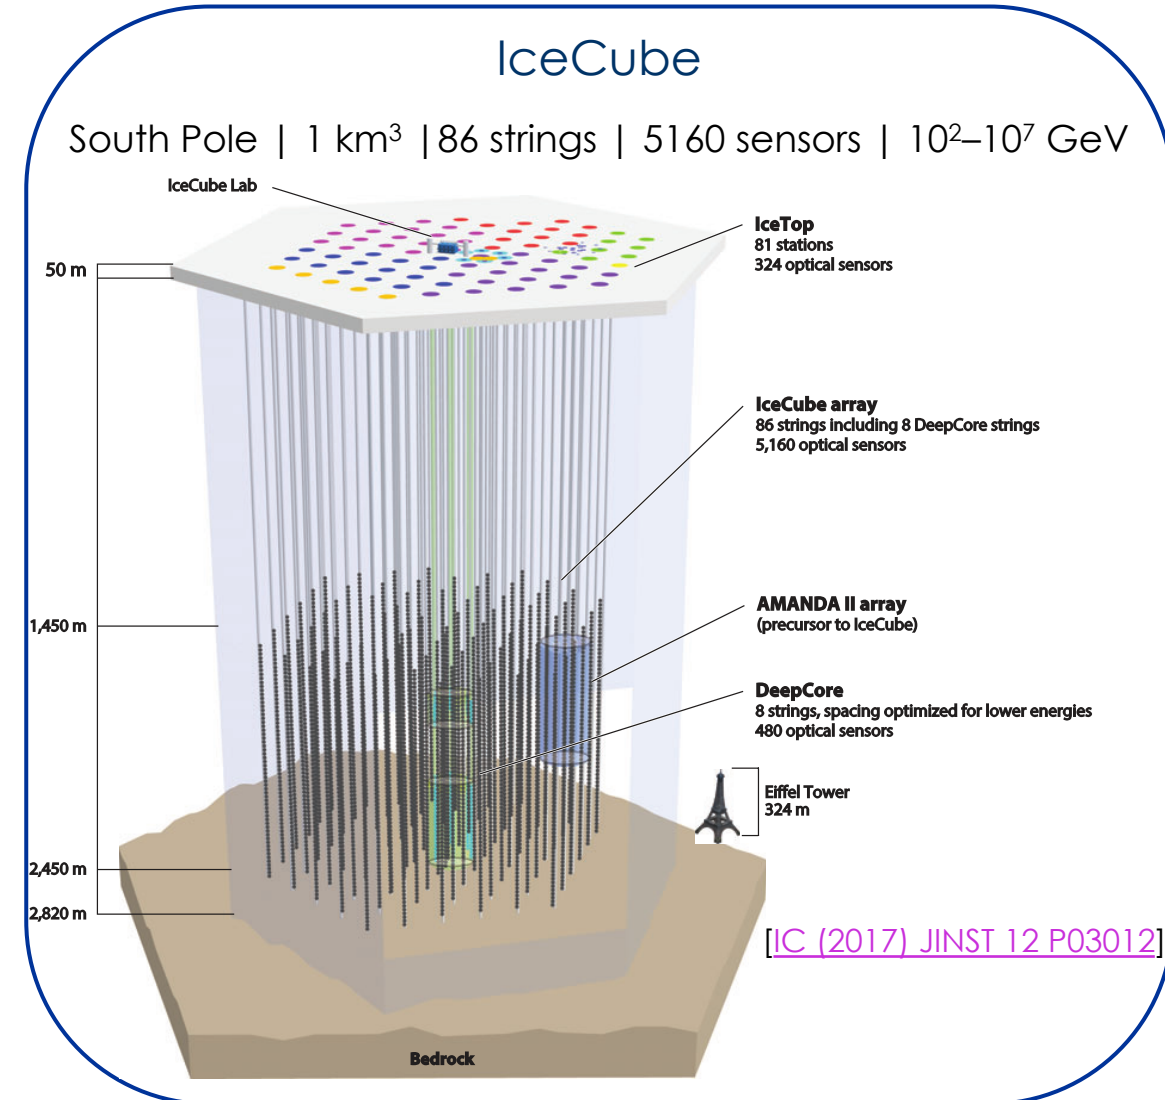 IceCube
South Pole | 1 km³ |86 strings | 5160 sensors | 10²–10⁷ GeV
IceCube Lab
IceTop
81 stations
324 optical sensors
50 m
IceCube array
86 strings including 8 DeepCore strings
5,160 optical sensors
AMANDA II array
(precursor to IceCube)
1,450 m
DeepCore
8 strings, spacing optimized for lower energies
480 optical sensors
Eiffel Tower
324 m
2,450 m
2,820 m
[IC (2017) JINST 12 P03012]
Bedrock